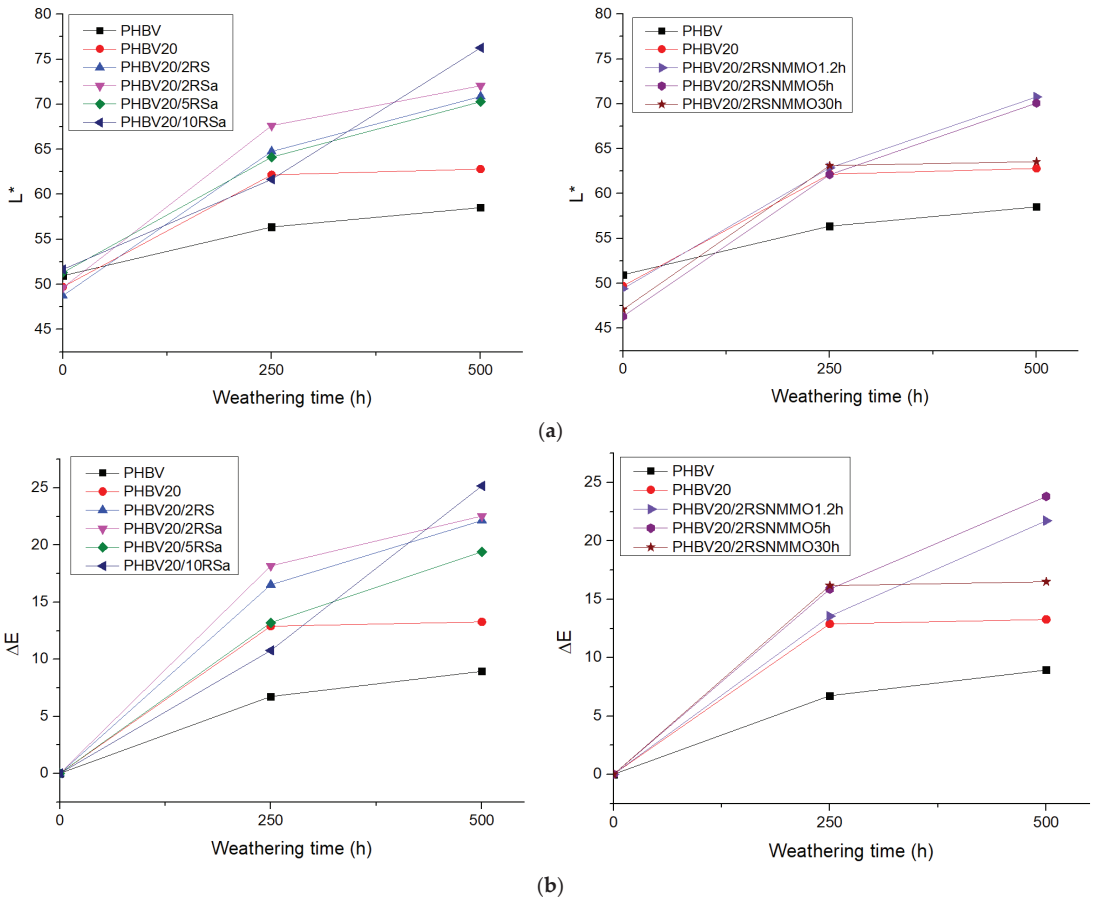 PHBV
PHBV20
PHBV20/2RS
PHBV20/2RSa
PHBV20/5RSa
PHBV20/10RSa
80
75
70
65
60
55
50
45
L*
0
250
500
Weathering time (h)
PHBV
PHBV20
PHBV20/2RSNMMO1.2h
PHBV20/2RSNMMO5h
PHBV20/2RSNMMO30h
80
75
70
65
60
55
50
45
L*
0
250
500
Weathering time (h)
(a)
PHBV
PHBV20
PHBV20/2RS
PHBV20/2RSa
PHBV20/5RSa
PHBV20/10RSa
25
20
15
10
5
0
ΔE
0
250
500
Weathering time (h)
PHBV
PHBV20
PHBV20/2RSNMMO1.2h
PHBV20/2RSNMMO5h
PHBV20/2RSNMMO30h
25
20
15
10
5
0
ΔE
0
250
500
Weathering time (h)
(b)